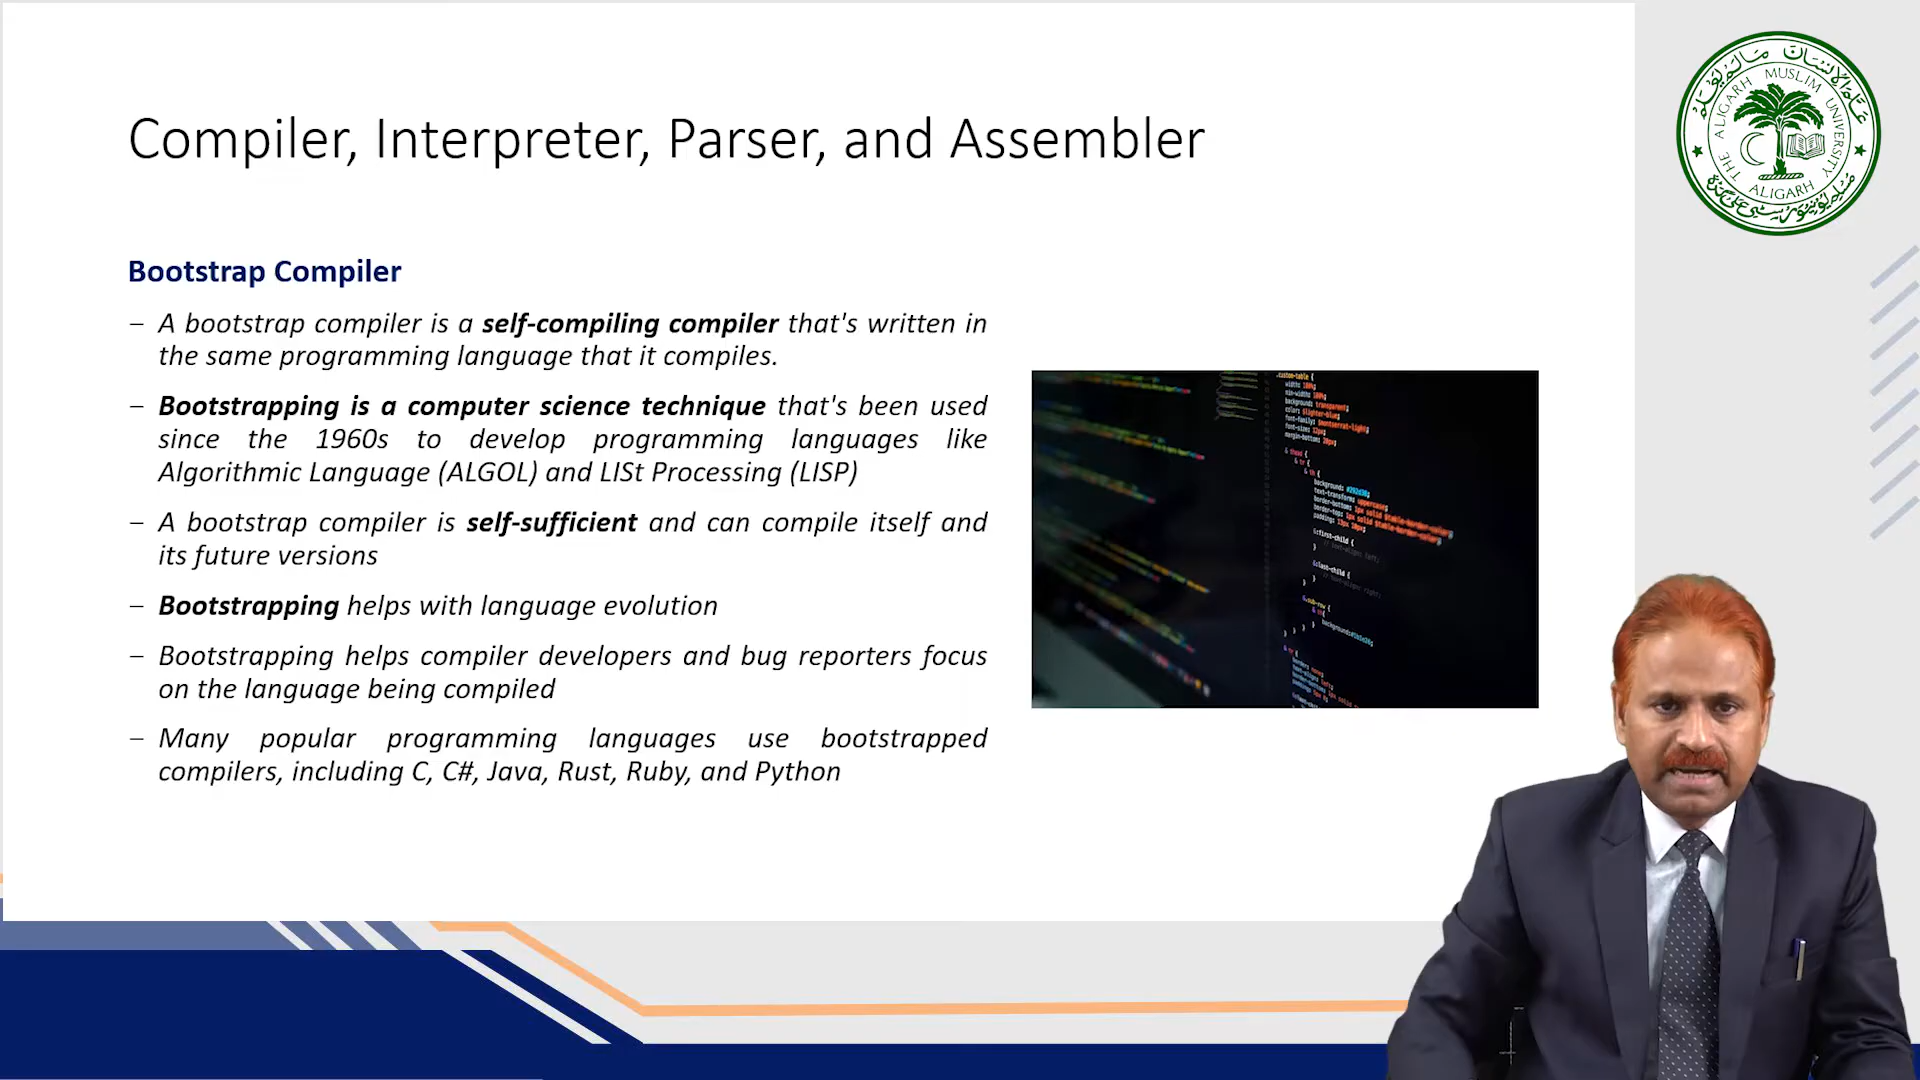 Compiler, Interpreter, Parser, and Assembler
Bootstrap Compiler
– A bootstrap compiler is a self-compiling compiler that's written in
the same programming language that it compiles.
– Bootstrapping is a computer science technique that's been used
since the 1960s to develop programming languages like
Algorithmic Language (ALGOL) and LISt Processing (LISP)
– A bootstrap compiler is self-sufficient and can compile itself and
its future versions
– Bootstrapping helps with language evolution
– Bootstrapping helps compiler developers and bug reporters focus
on the language being compiled
– Many popular programming languages use bootstrapped
compilers, including C, C#, Java, Rust, Ruby, and Python
THE ALIGARH MUSLIM UNIVERSITY
ALIGARH